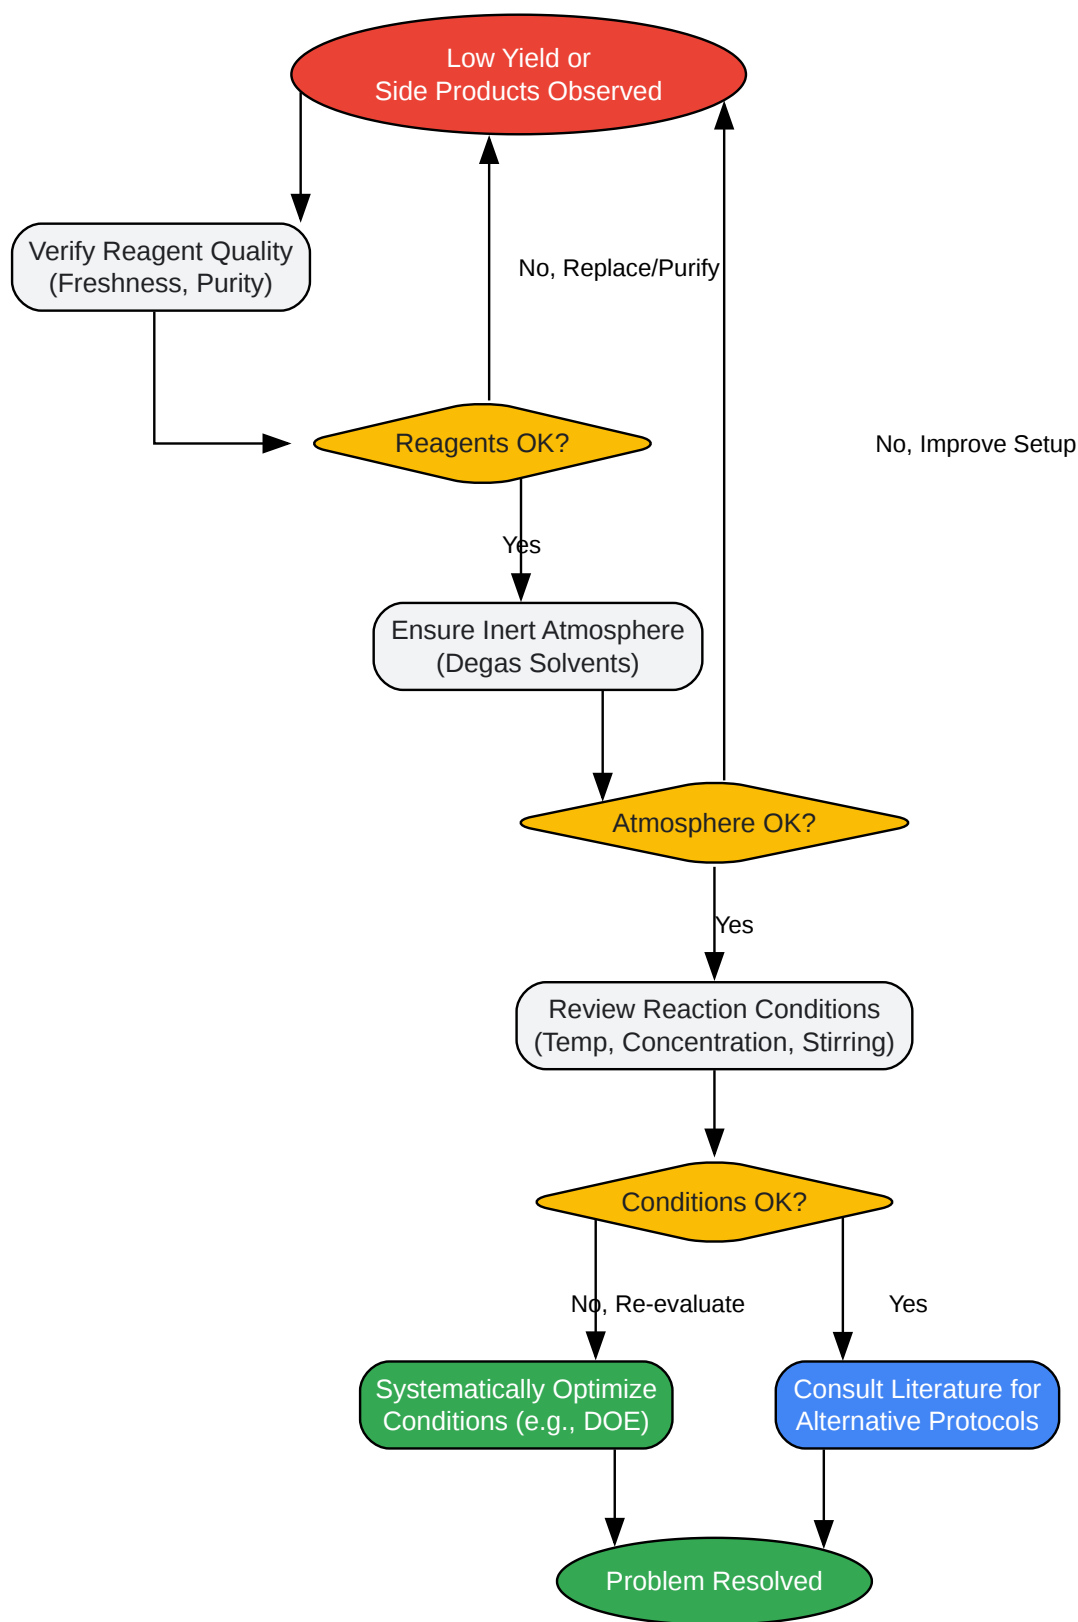 Low Yield or
Side Products Observed
Verify Reagent Quality
(Freshness, Purity)
No, Replace/Purify
Reagents OK?
No, Improve Setup
Yes
Ensure Inert Atmosphere
(Degas Solvents)
Atmosphere OK?
Yes
Review Reaction Conditions
(Temp, Concentration, Stirring)
Conditions OK?
No, Re-evaluate
Yes
Systematically Optimize
Conditions (e.g., DOE)
Consult Literature for
Alternative Protocols
Problem Resolved